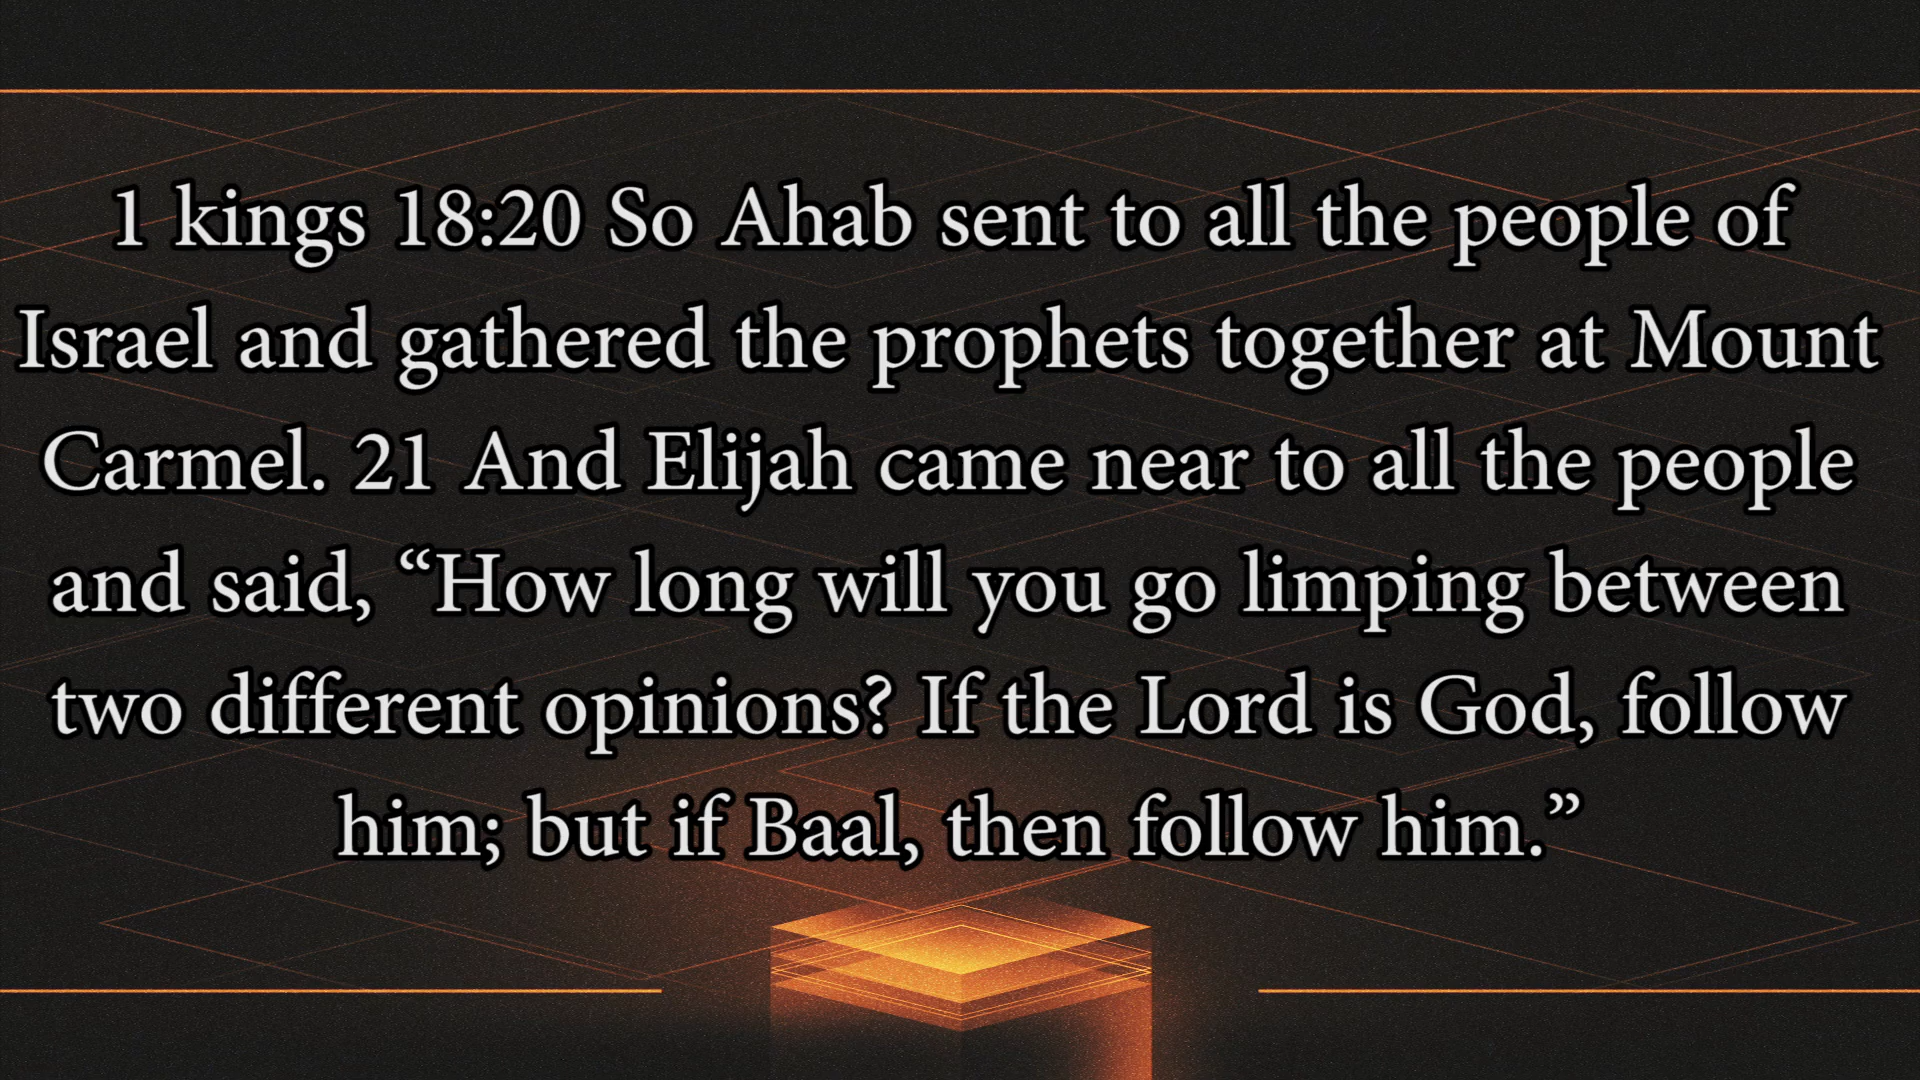 1 kings 18:20 So Ahab sent to all the people of
Israel and gathered the prophets together at Mount
Carmel. 21 And Elijah came near to all the people
and said, “How long will you go limping between
two different opinions? If the Lord is God, follow
him; but if Baal, then follow him.”